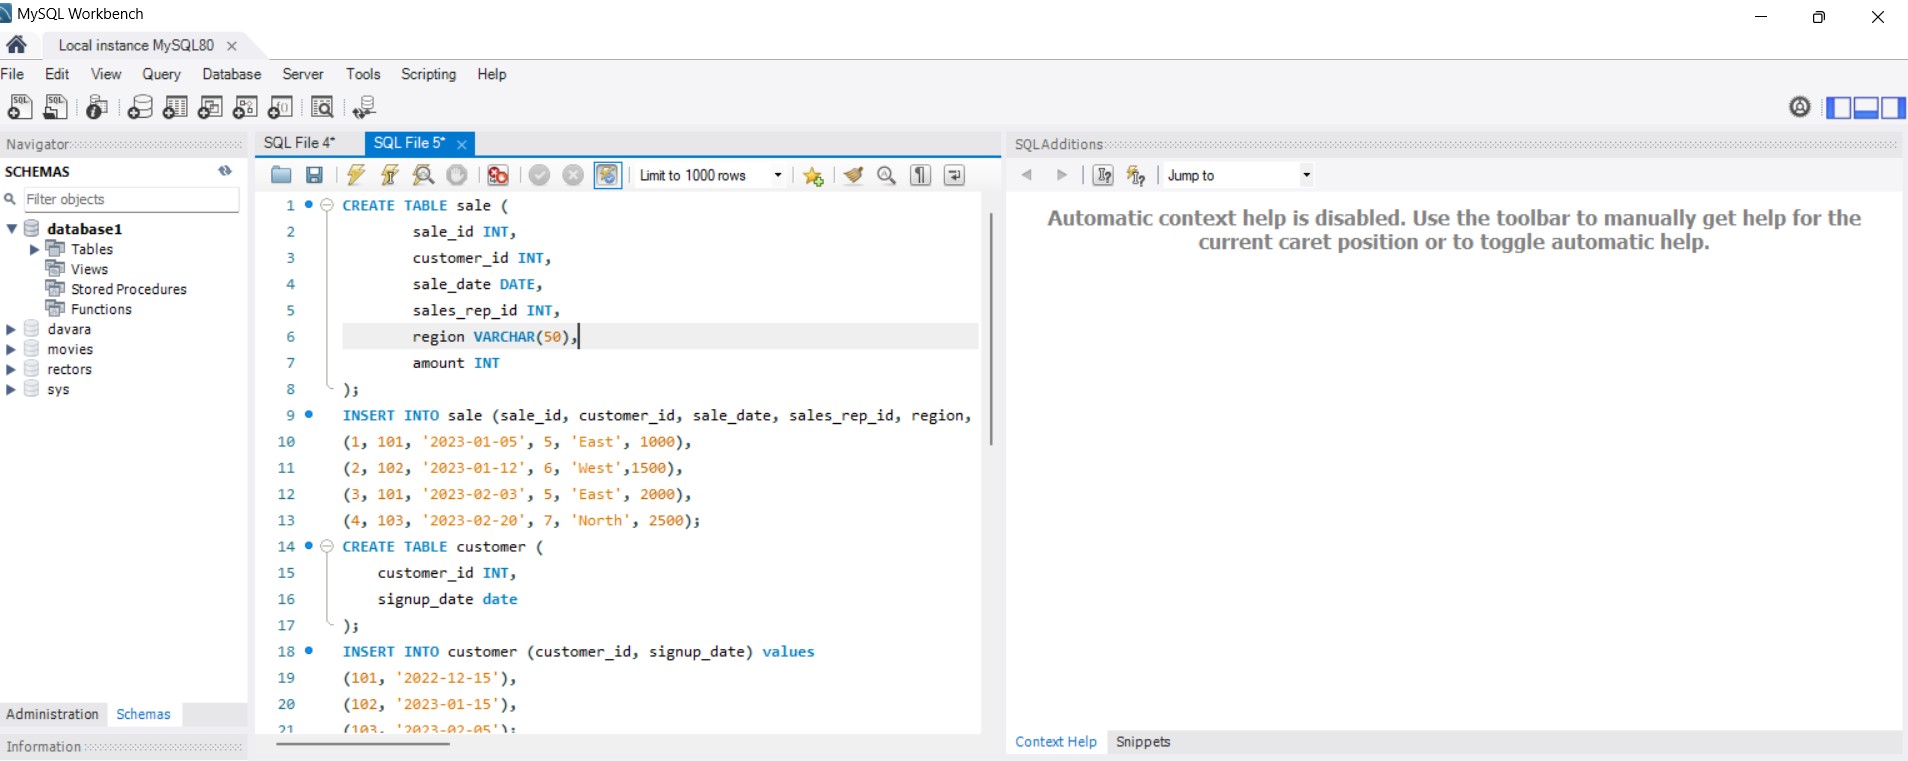 MySQL Workbench
Local instance MySQL80
File Edit View Query Database Server Tools Scripting Help
Navigator
SCHEMAS
Filter objects
database1
Tables
Views
Stored Procedures
Functions
davara
movies
rectors
sys
Administration Schemas
Information
SQL File 4* SQL File 5*
Limit to 1000 rows
1 CREATE TABLE sale (
2 sale_id INT,
3 customer_id INT,
4 sale_date DATE,
5 sales_rep_id INT,
6 region VARCHAR(50),
7 amount INT
8 );
9 INSERT INTO sale (sale_id, customer_id, sale_date, sales_rep_id, region,
10 (1, 101, '2023-01-05', 5, 'East', 1000),
11 (2, 102, '2023-01-12', 6, 'West',1500),
12 (3, 101, '2023-02-03', 5, 'East', 2000),
13 (4, 103, '2023-02-20', 7, 'North', 2500);
14 CREATE TABLE customer (
15 customer_id INT,
16 signup_date date
17 );
18 INSERT INTO customer (customer_id, signup_date) values
19 (101, '2022-12-15'),
20 (102, '2023-01-15'),
21 (103, '2023-02-05');
SQLAdditions
Jump to
Automatic context help is disabled. Use the toolbar to manually get help for the
current caret position or to toggle automatic help.
Context Help Snippets